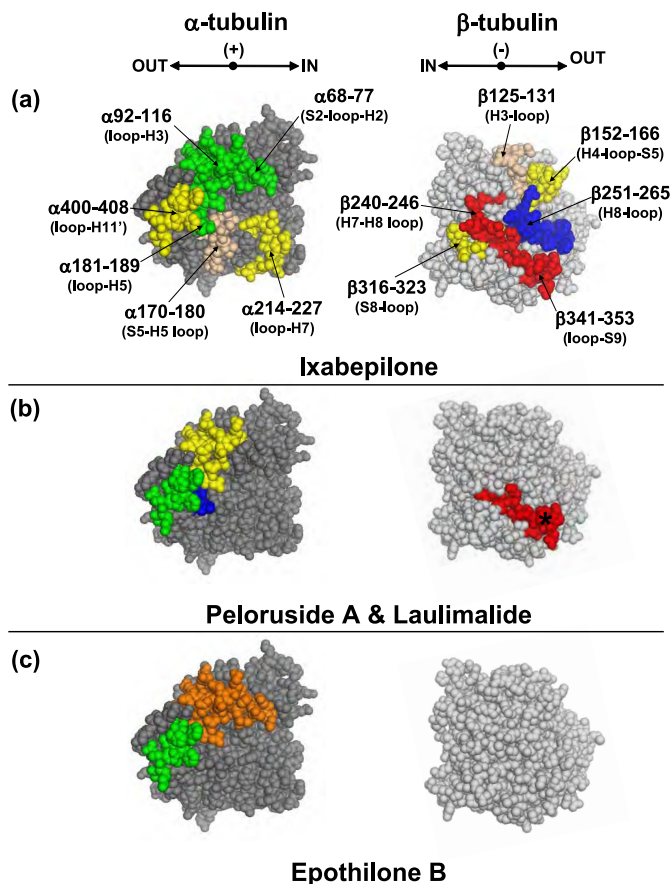 α-tubulin β-tubulin
(+) (-)
OUT IN IN OUT
(a)
α92-116
(loop-H3)
α68-77
(S2-loop-H2)
α400-408
(loop-H11’)
α181-189
(loop-H5)
α170-180
(S5-H5 loop)
α214-227
(loop-H7)
β125-131
(H3-loop)
β152-166
(H4-loop-S5)
β240-246
(H7-H8 loop)
β251-265
(H8-loop)
β316-323
(S8-loop)
β341-353
(loop-S9)
Ixabepilone
(b)
*
Peloruside A & Laulimalide
(c)
Epothilone B